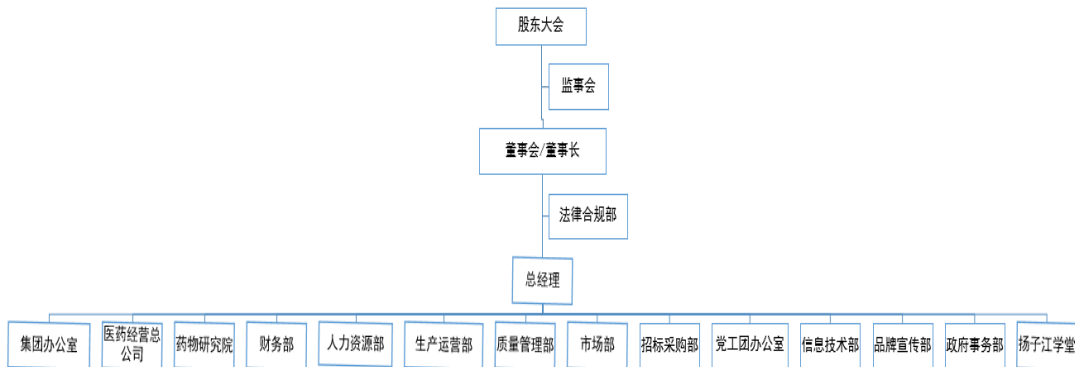 股东大会
监事会
董事会/董事长
法律合规部
总经理
集团办公室
医药经营总
公司
药物研究院
财务部
人力资源部
生产运营部
质量管理部
市场部
招标采购部
党工团办公室
信息技术部
品牌宣传部
政府事务部
扬子江学堂